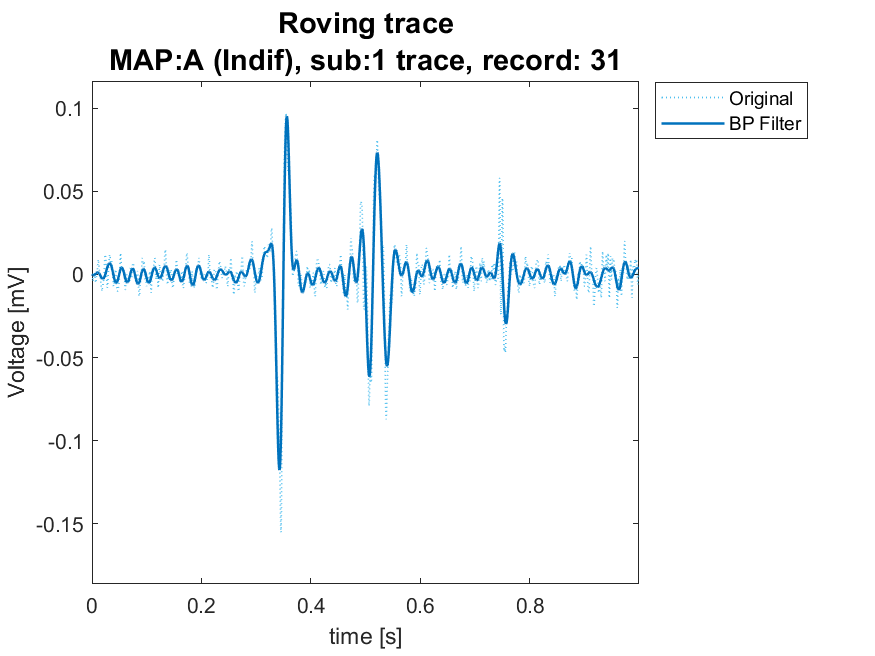 Roving trace
MAP:A (Indif), sub:1 trace, record: 31
Original
BP Filter
0.1
0.05
0
-0.05
-0.1
-0.15
Voltage [mV]
0
0.2
0.4
0.6
0.8
time [s]